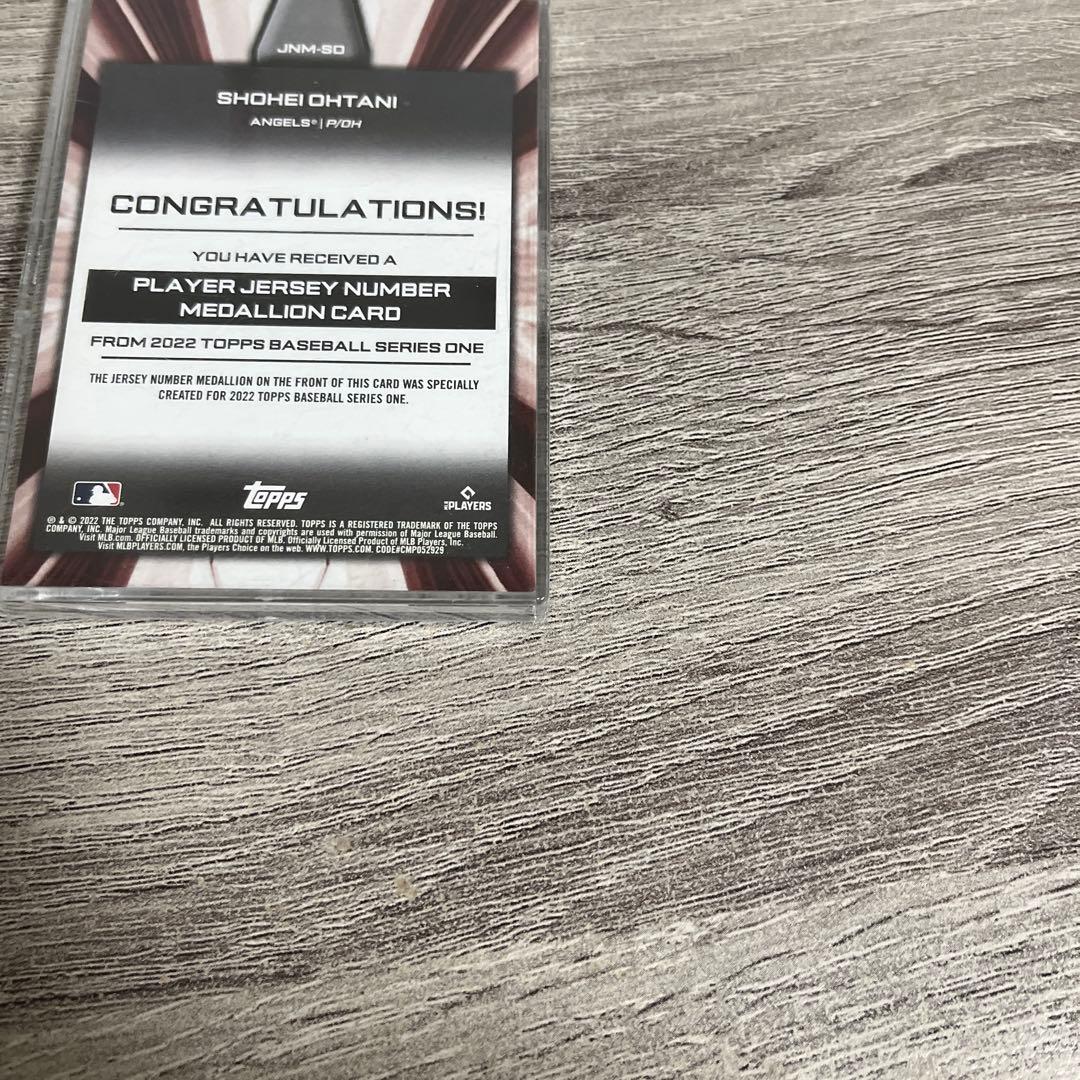 JNM-SO
SHOHEI OHTANI
ANGELS® | P/DH
CONGRATULATIONS!
YOU HAVE RECEIVED A
PLAYER JERSEY NUMBER
MEDALLION CARD
FROM 2022 TOPPS BASEBALL SERIES ONE
THE JERSEY NUMBER MEDALLION ON THE FRONT OF THIS CARD WAS SPECIALLY
CREATED FOR 2022 TOPPS BASEBALL SERIES ONE.
topps
MLB PLAYERS
® & © 2022 THE TOPPS COMPANY, INC. ALL RIGHTS RESERVED. TOPPS IS A REGISTERED TRADEMARK OF THE TOPPS
COMPANY, INC. Major League Baseball trademarks and copyrights are used with permission of Major League Baseball.
Visit MLB.com. OFFICIALLY LICENSED PRODUCT OF MLB. Officially Licensed Product of MLB Players, Inc.
Visit MLBPLAYERS.COM, the Players Choice on the web. WWW.TOPPS.COM. CODE#CMP052929